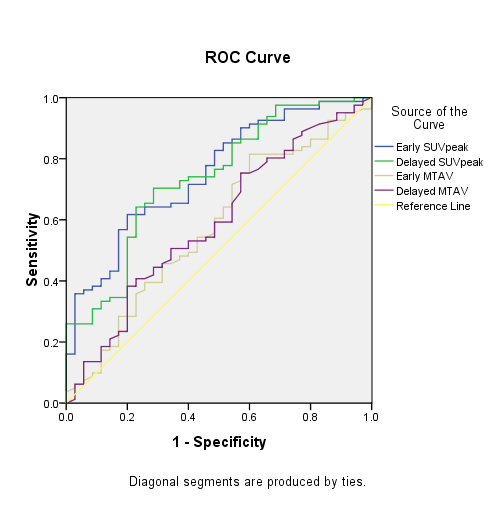 ROC Curve
Source of the
Curve
Early SUVpeak
Delayed SUVpeak
Early MTAV
Delayed MTAV
Reference Line
Sensitivity
1.0
0.8
0.6
0.4
0.2
0.0
0.0 0.2 0.4 0.6 0.8 1.0
1 - Specificity
Diagonal segments are produced by ties.